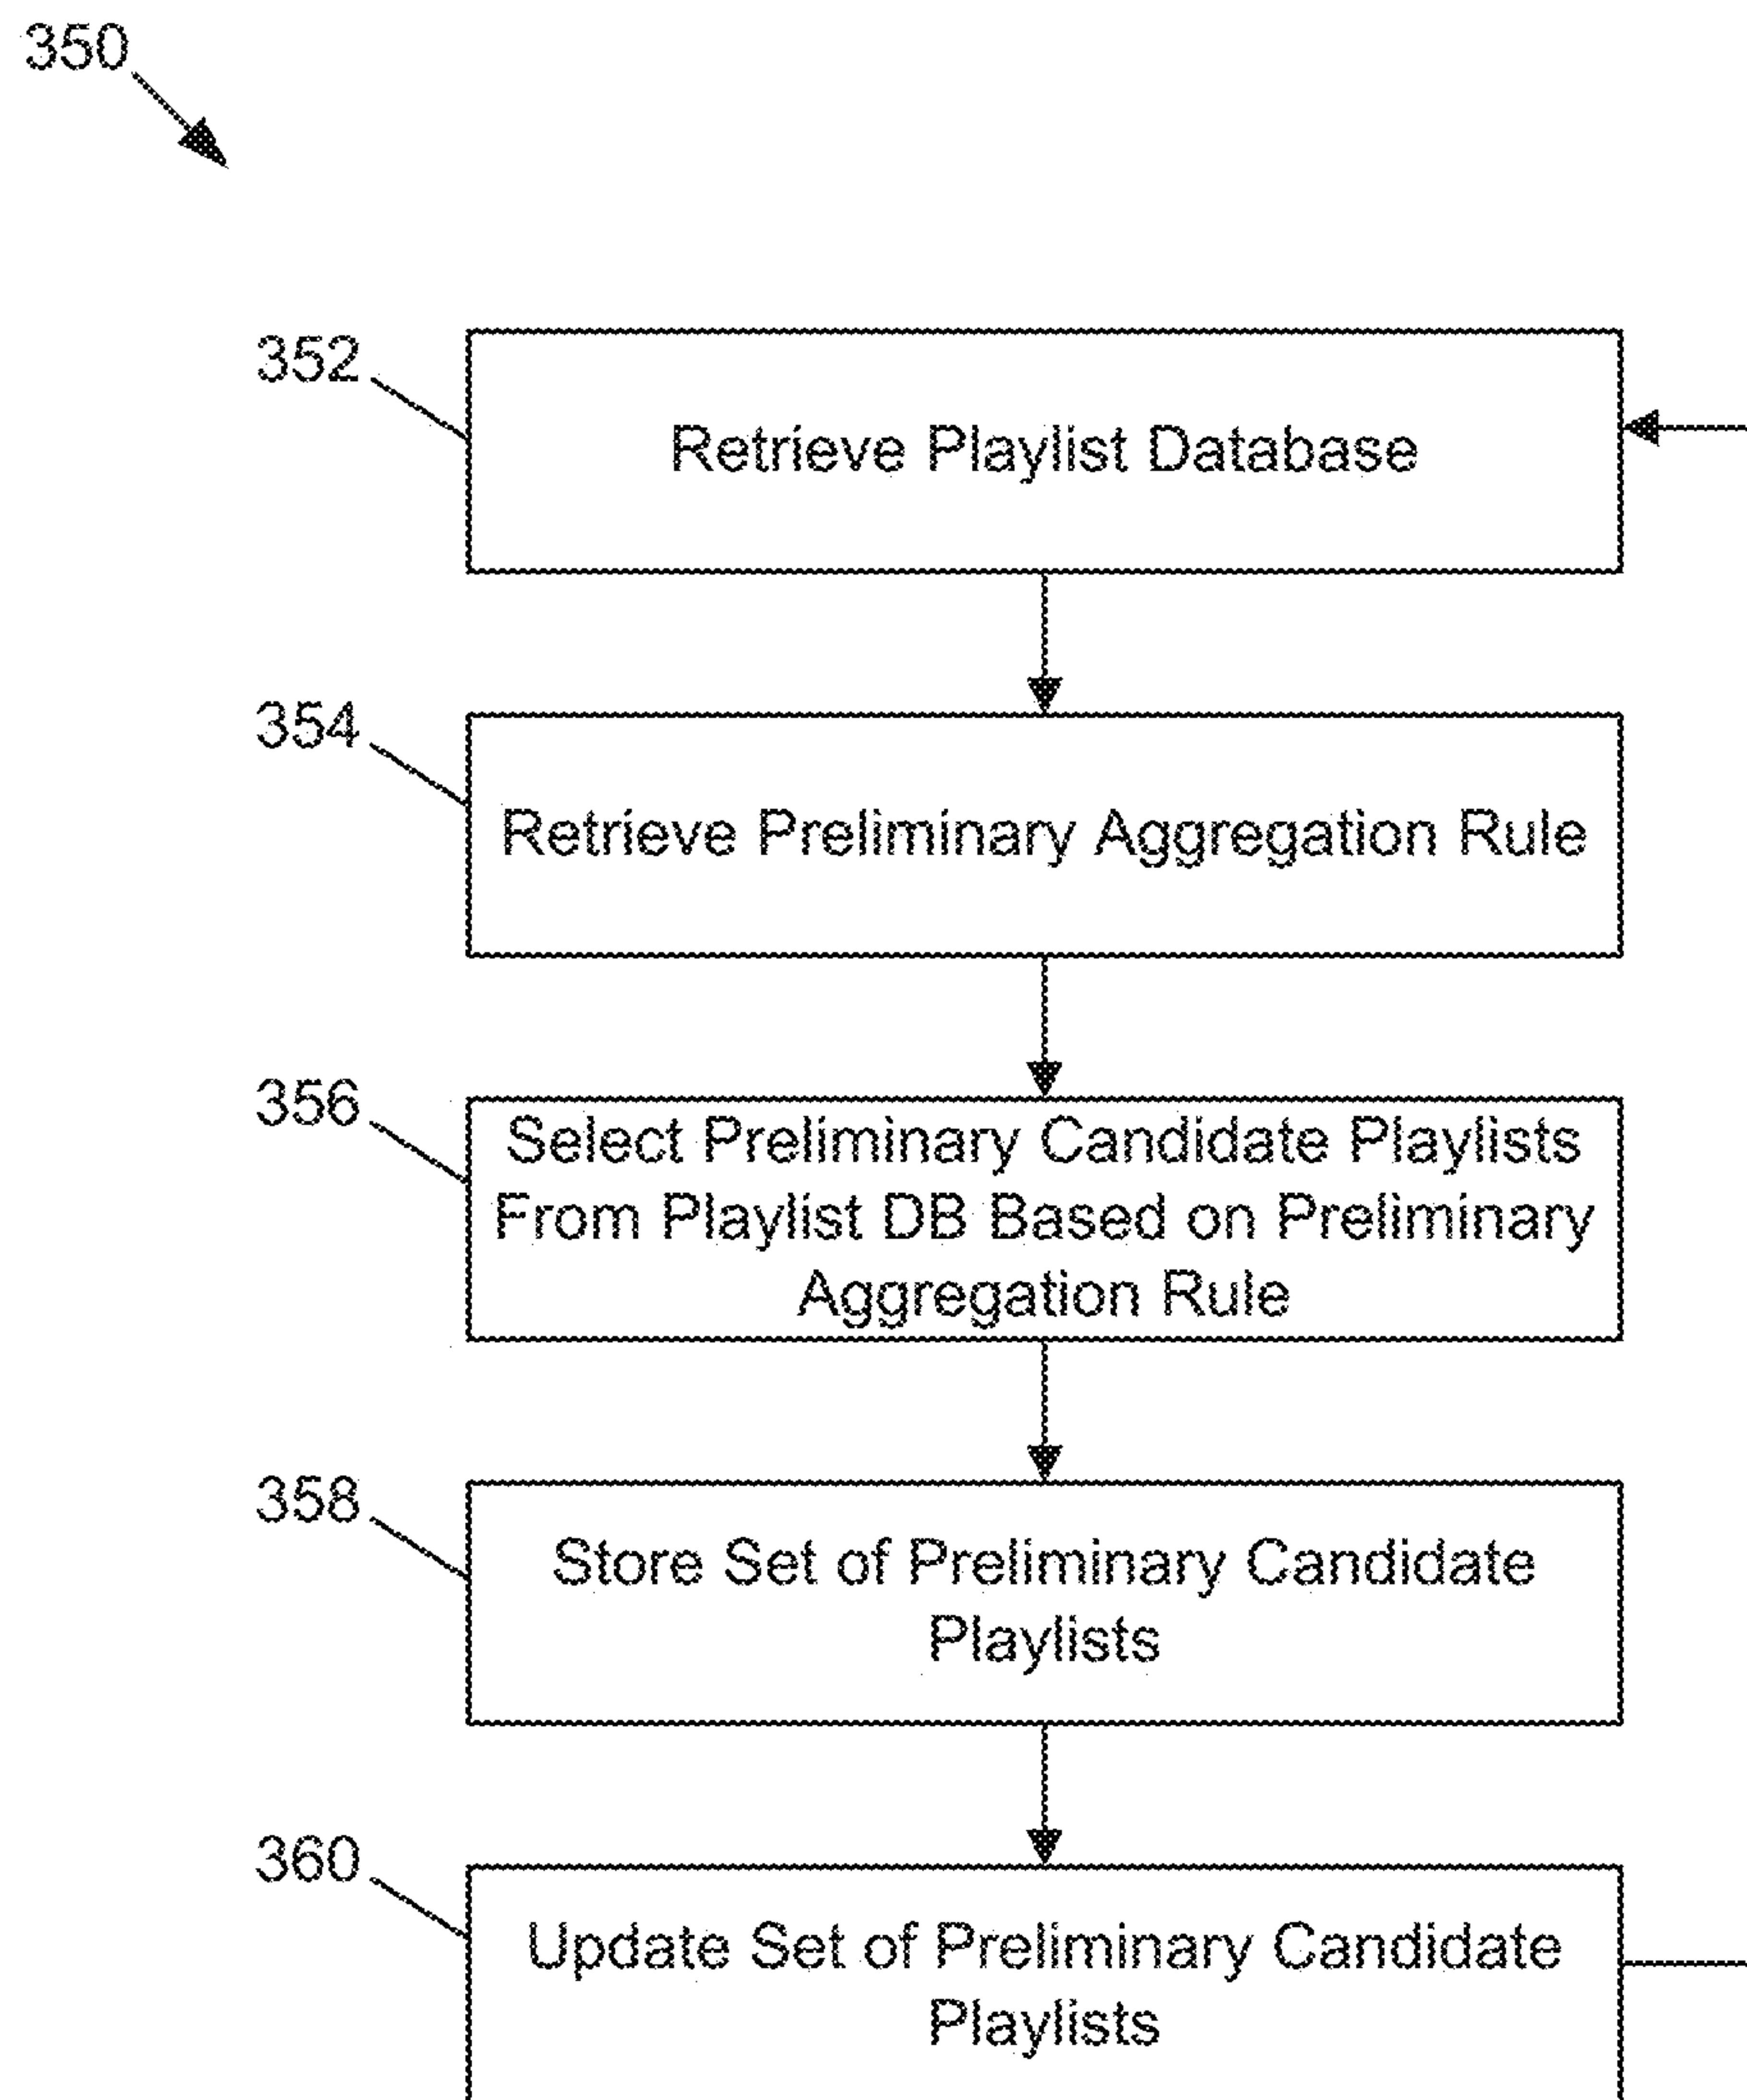 350
352
Retrieve Playlist Database
354
Retrieve Preliminary Aggregation Rule
356
Select Preliminary Candidate Playlists
From Playlist DB Based on Preliminary
Aggregation Rule
358
Store Set of Preliminary Candidate
Playlists
360
Update Set of Preliminary Candidate
Playlists